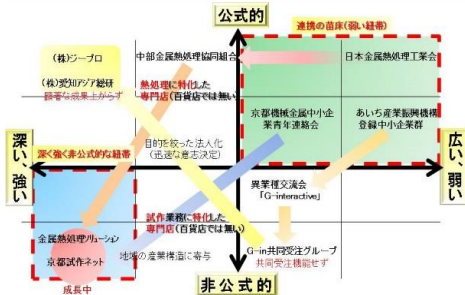 公式的
連携の苗床(弱い紐帯)
(株)ジープロ
中部金属熱処理協同組合
日本金属熱処理工業会
(株)愛知アジア総研
顕著な成果上がらず
熱処理に特化した
専門店(百貨店では無い)
京都機械金属中小企
業青年連絡会
あいち産業振興機構
登録中小企業群
目的を絞った法人化
(迅速な意志決定)
深い、強い
深く強く非公式的な紐帯
広い、弱い
異業種交流会
「G-interactive」
試作業務に特化した
専門店(百貨店では無い)
金属熱処理ソリューション
京都試作ネット
地域の産業構造に寄与
G-in共同受注グループ
共同受注機能せず
成長中
非公式的